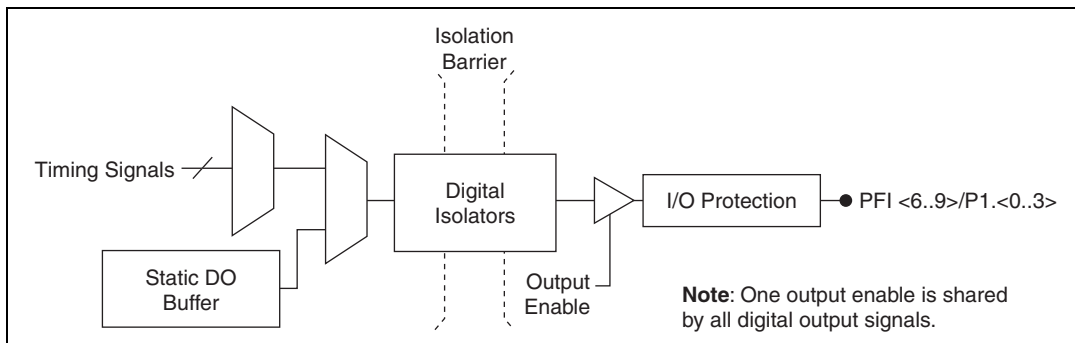 Isolation
Barrier
Timing Signals
Digital
Isolators
I/O Protection
PFI <6..9>/P1.<0..3>
Static DO
Buffer
Output
Enable
Note: One output enable is shared
by all digital output signals.